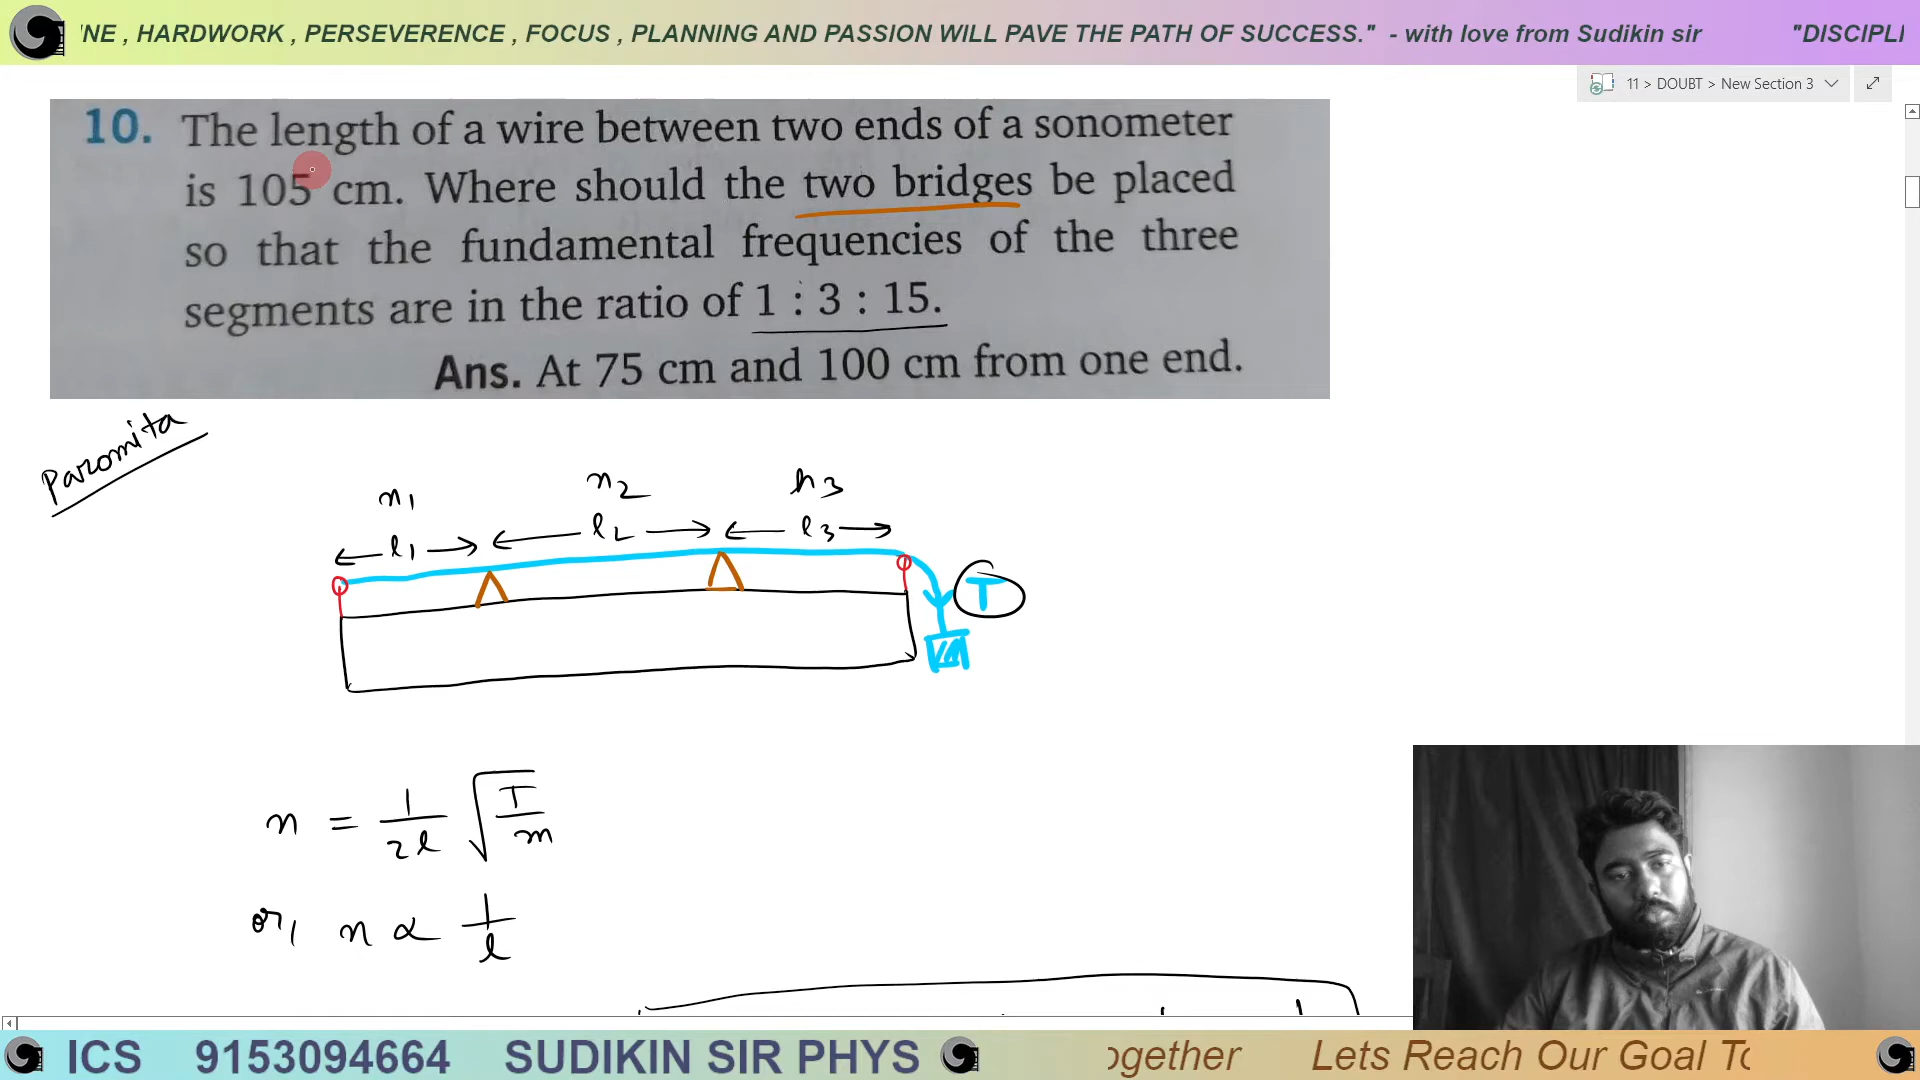 INE , HARDWORK , PERSEVERENCE , FOCUS , PLANNING AND PASSION WILL PAVE THE PATH OF SUCCESS." - with love from Sudikin sir "DISCIPLI
11 > DOUBT > New Section 3
10. The length of a wire between two ends of a sonometer
is 105 cm. Where should the two bridges be placed
so that the fundamental frequencies of the three
segments are in the ratio of 1 : 3 : 15.
Ans. At 75 cm and 100 cm from one end.
Paromita
n1 n2 n3
l1 l2 l3
T
n = 1/2l √T/m
or, n ∝ 1/l
ICS 9153094664 SUDIKIN SIR PHYS ogether Lets Reach Our Goal To